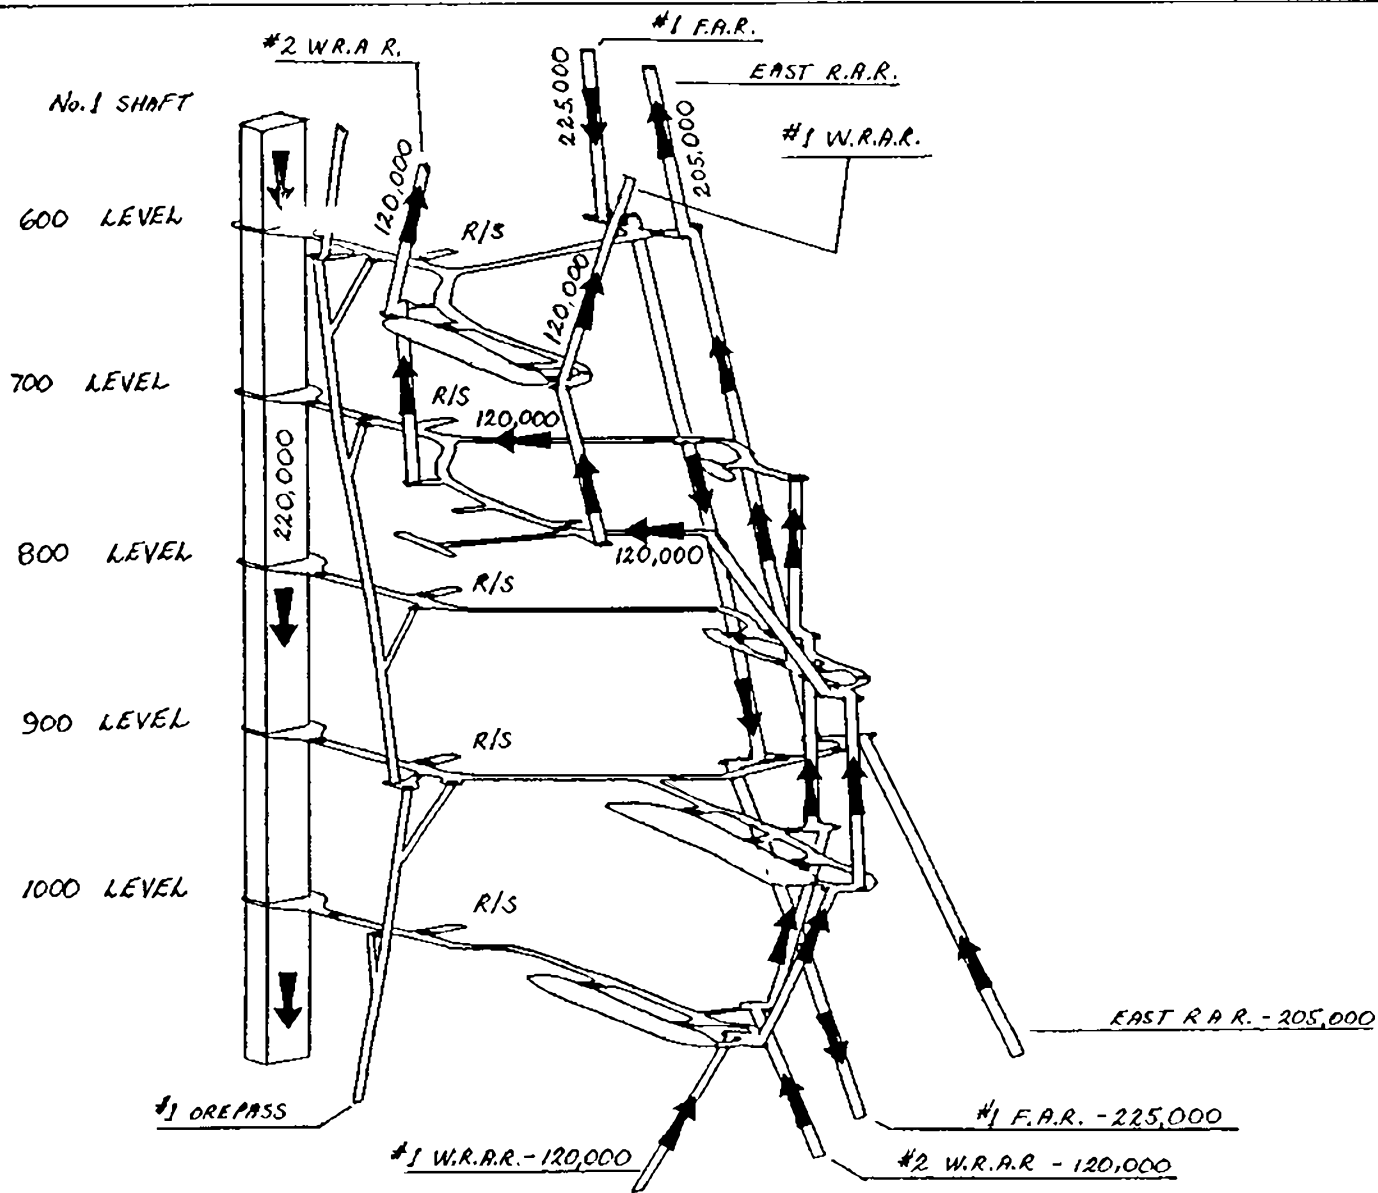 #1 F.A.R.
#2 W.R.A R.
EAST R.A.R.
No.1 SHAFT
225,000
205,000
#1 W.R.A.R.
120,000
600 LEVEL
R/S
120,000
700 LEVEL
R/S
120,000
220,000
800 LEVEL
120,000
R/S
900 LEVEL
R/S
1000 LEVEL
R/S
EAST R A R. - 205,000
#1 OREPASS
#1 F.A.R. - 225,000
#1 W.R.A.R. - 120,000
#2 W.R.A.R - 120,000